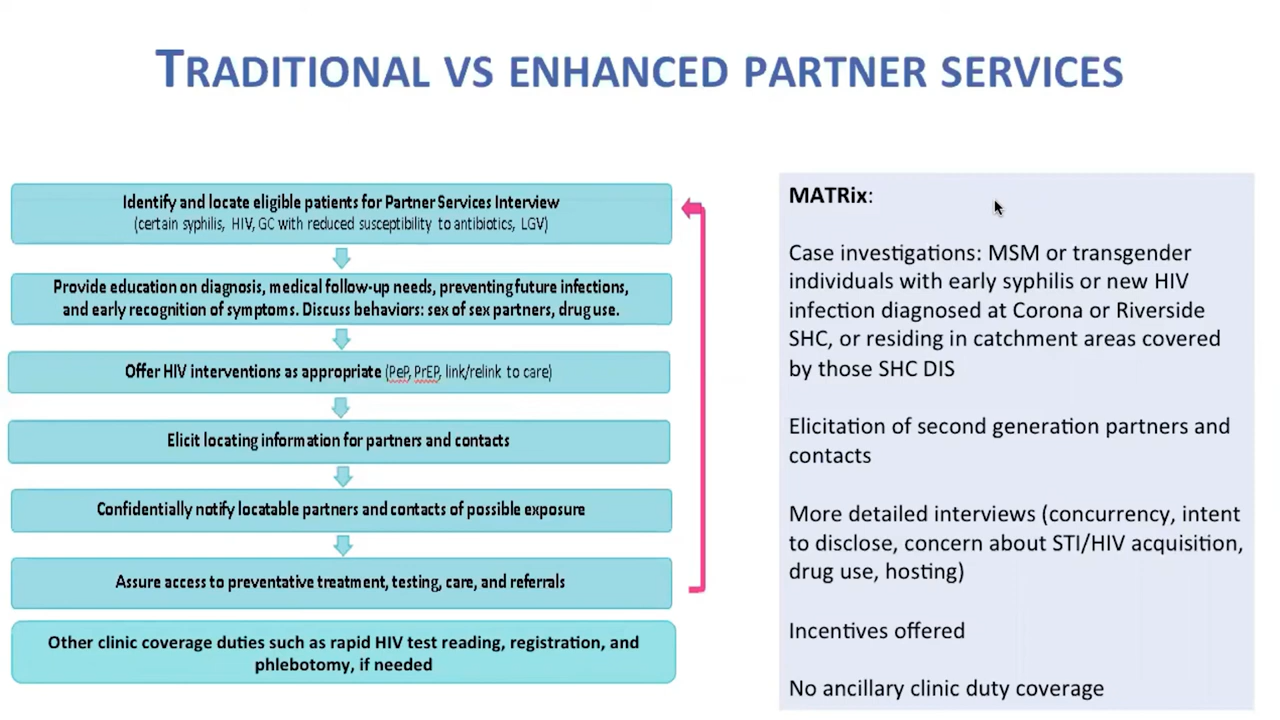 TRADITIONAL VS ENHANCED PARTNER SERVICES
Identify and locate eligible patients for Partner Services Interview
(certain syphilis, HIV, GC with reduced susceptibility to antibiotics, LGV)
Provide education on diagnosis, medical follow-up needs, preventing future infections,
and early recognition of symptoms. Discuss behaviors: sex of sex partners, drug use.
Offer HIV interventions as appropriate (PeP, PrEP, link/relink to care)
Elicit locating information for partners and contacts
Confidentially notify locatable partners and contacts of possible exposure
Assure access to preventative treatment, testing, care, and referrals
Other clinic coverage duties such as rapid HIV test reading, registration, and
phlebotomy, if needed
MATRix:
Case investigations: MSM or transgender
individuals with early syphilis or new HIV
infection diagnosed at Corona or Riverside
SHC, or residing in catchment areas covered
by those SHC DIS
Elicitation of second generation partners and
contacts
More detailed interviews (concurrency, intent
to disclose, concern about STI/HIV acquisition,
drug use, hosting)
Incentives offered
No ancillary clinic duty coverage